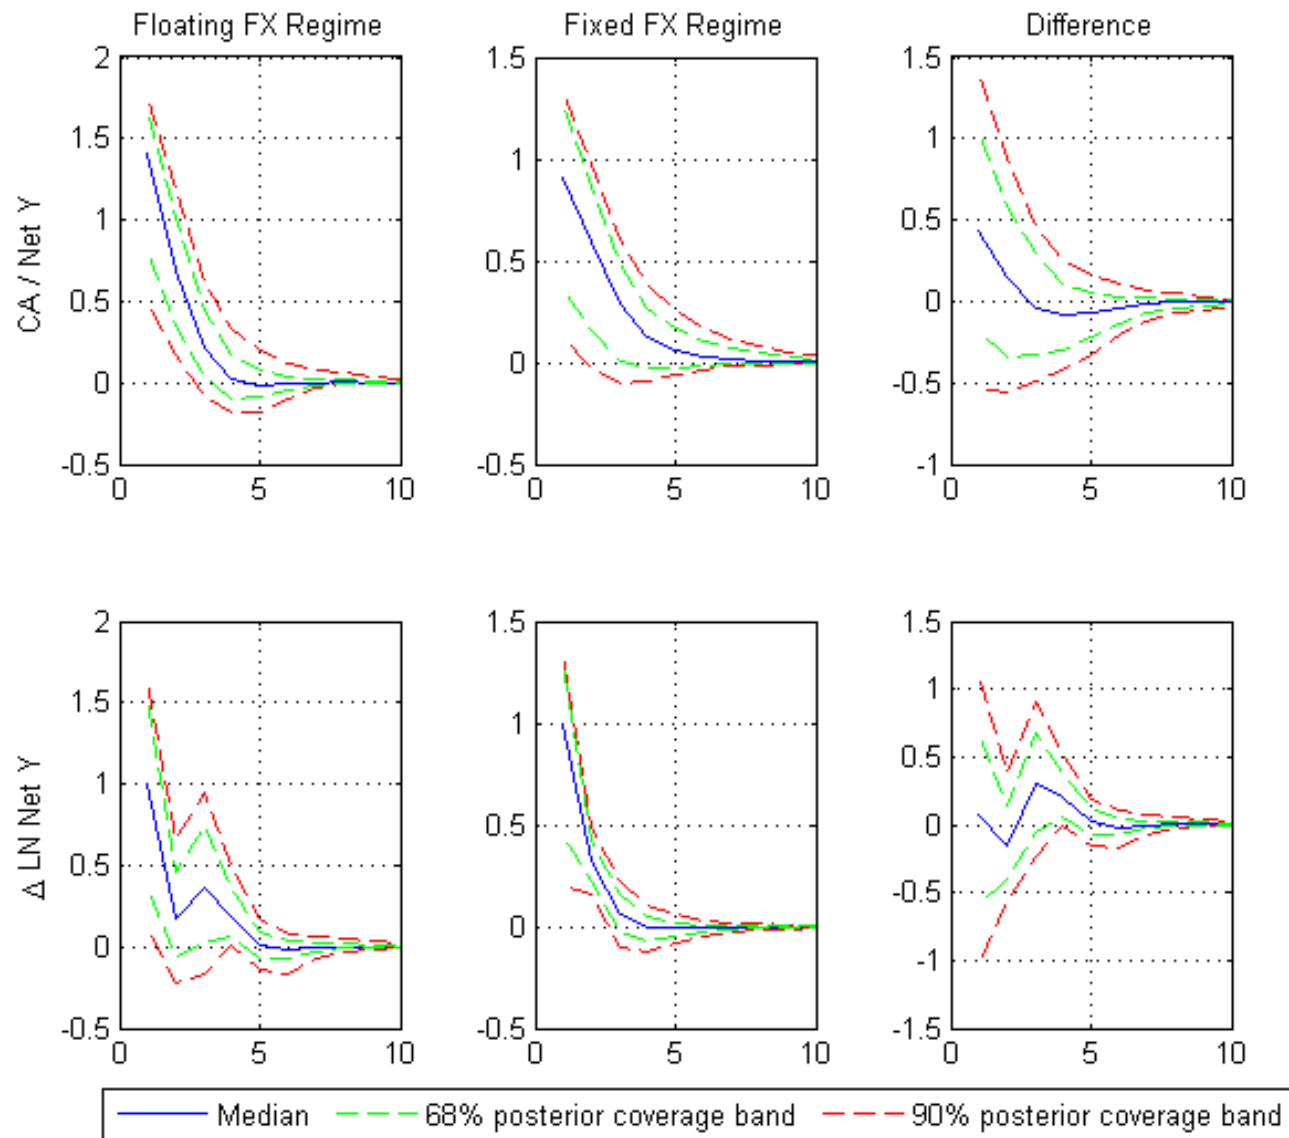 Floating FX Regime Fixed FX Regime Difference
2 1.5 1.5
1.5 1 1
1 0.5 0.5
0.5 0 0
0 -0.5
-0.5 -0.5 -1
0 5 10 0 5 10 0 5 10
CA / Net Y
2 1.5 1.5
1.5 1 1
1 0.5 0.5
0.5 0 0
0 -0.5
-1
-0.5 -0.5 -1.5
0 5 10 0 5 10 0 5 10
Δ LN Net Y
Median 68% posterior coverage band 90% posterior coverage band